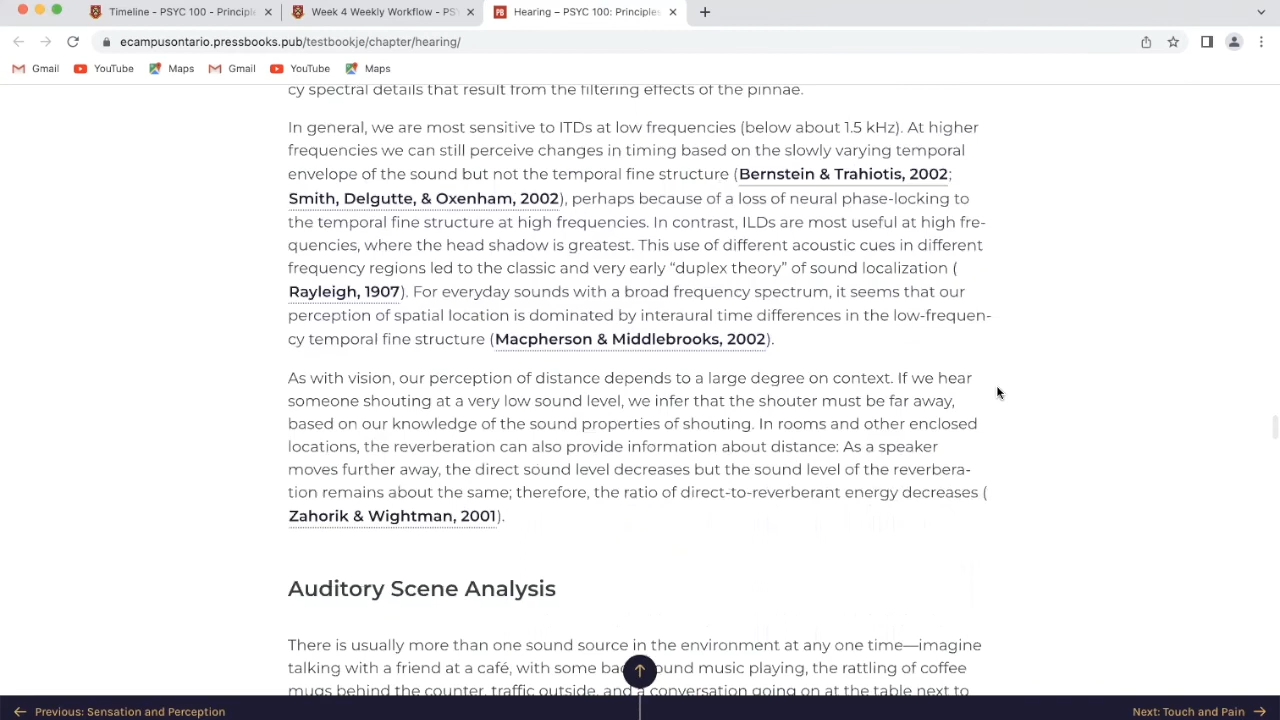 Timeline - PSYC 100 - Principle
Week 4 Weekly Workflow - PSY
Hearing – PSYC 100: Principles
ecampusontario.pressbooks.pub/testbookje/chapter/hearing/
Gmail
YouTube
Maps
Gmail
YouTube
Maps
cy spectral details that result from the filtering effects of the pinnae.
In general, we are most sensitive to ITDs at low frequencies (below about 1.5 kHz). At higher
frequencies we can still perceive changes in timing based on the slowly varying temporal
envelope of the sound but not the temporal fine structure (Bernstein & Trahiotis, 2002;
Smith, Delgutte, & Oxenham, 2002), perhaps because of a loss of neural phase-locking to
the temporal fine structure at high frequencies. In contrast, ILDs are most useful at high fre-
quencies, where the head shadow is greatest. This use of different acoustic cues in different
frequency regions led to the classic and very early “duplex theory” of sound localization (
Rayleigh, 1907). For everyday sounds with a broad frequency spectrum, it seems that our
perception of spatial location is dominated by interaural time differences in the low-frequen-
cy temporal fine structure (Macpherson & Middlebrooks, 2002).
As with vision, our perception of distance depends to a large degree on context. If we hear
someone shouting at a very low sound level, we infer that the shouter must be far away,
based on our knowledge of the sound properties of shouting. In rooms and other enclosed
locations, the reverberation can also provide information about distance: As a speaker
moves further away, the direct sound level decreases but the sound level of the reverbera-
tion remains about the same; therefore, the ratio of direct-to-reverberant energy decreases (
Zahorik & Wightman, 2001).
Auditory Scene Analysis
There is usually more than one sound source in the environment at any one time—imagine
talking with a friend at a café, with some background music playing, the rattling of coffee
mugs behind the counter, traffic outside, and a conversation going on at the table next to
Previous: Sensation and Perception
Next: Touch and Pain